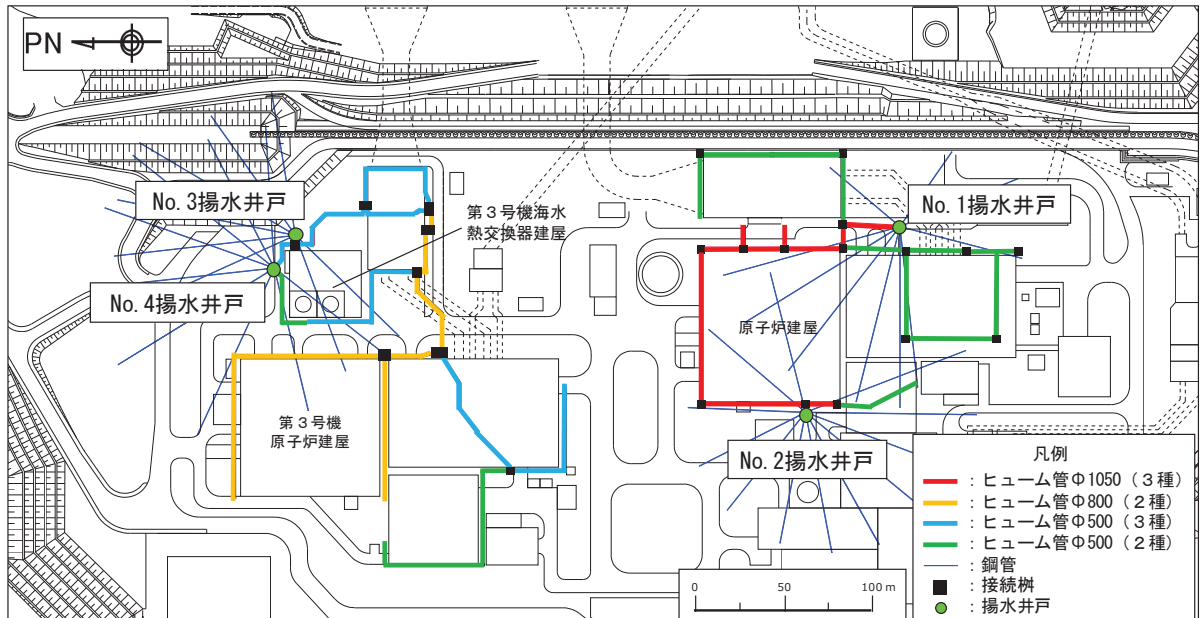 PN
No.3揚水井戸
第3号機海水
熱交換器建屋
No.1揚水井戸
No.4揚水井戸
原子炉建屋
第3号機
原子炉建屋
No.2揚水井戸
凡例
:ヒューム管Φ1050(3種)
:ヒューム管Φ800(2種)
:ヒューム管Φ500(3種)
:ヒューム管Φ500(2種)
:鋼管
:接続桝
:揚水井戸
0 50 100m